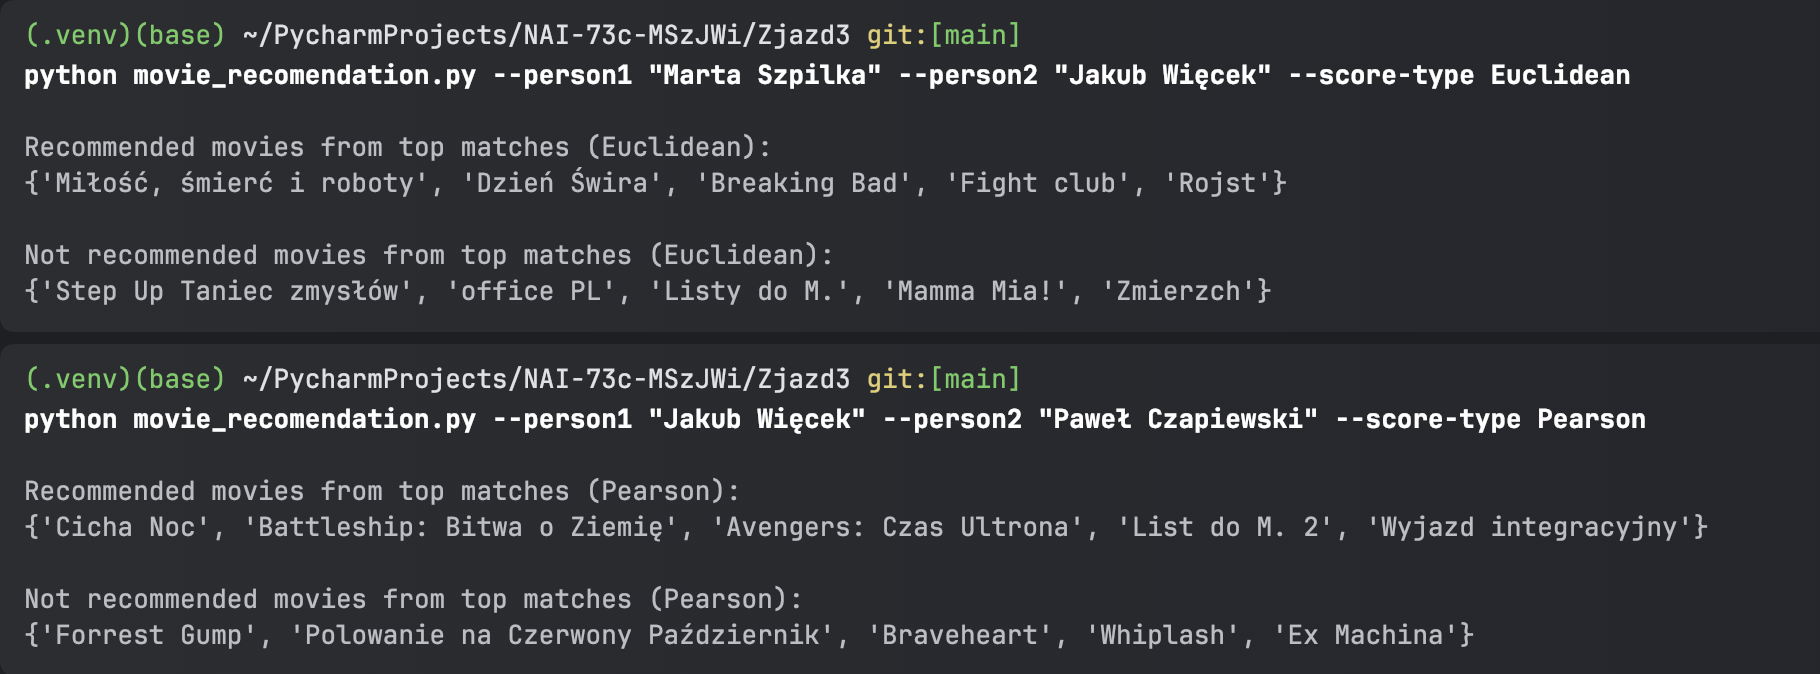 (.venv)(base) ~/PycharmProjects/NAI-73c-MSzJWi/Zjazd3 git:[main]
python movie_recomendation.py --person1 "Marta Szpilka" --person2 "Jakub Więcek" --score-type Euclidean
Recommended movies from top matches (Euclidean):
{'Miłość, śmierć i roboty', 'Dzień Świra', 'Breaking Bad', 'Fight club', 'Rojst'}
Not recommended movies from top matches (Euclidean):
{'Step Up Taniec zmysłów', 'office PL', 'Listy do M.', 'Mamma Mia!', 'Zmierzch'}
(.venv)(base) ~/PycharmProjects/NAI-73c-MSzJWi/Zjazd3 git:[main]
python movie_recomendation.py --person1 "Jakub Więcek" --person2 "Paweł Czapiewski" --score-type Pearson
Recommended movies from top matches (Pearson):
{'Cicha Noc', 'Battleship: Bitwa o Ziemię', 'Avengers: Czas Ultrona', 'List do M. 2', 'Wyjazd integracyjny'}
Not recommended movies from top matches (Pearson):
{'Forrest Gump', 'Polowanie na Czerwony Październik', 'Braveheart', 'Whiplash', 'Ex Machina'}